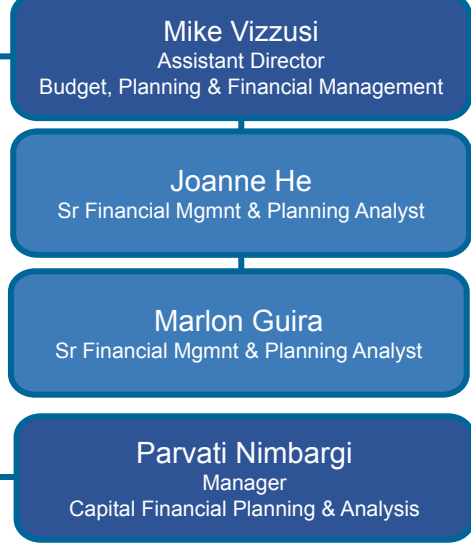 Mike Vizzusi
Assistant Director
Budget, Planning & Financial Management
Joanne He
Sr Financial Mgmnt & Planning Analyst
Marlon Guira
Sr Financial Mgmnt & Planning Analyst
Parvati Nimbargi
Manager
Capital Financial Planning & Analysis